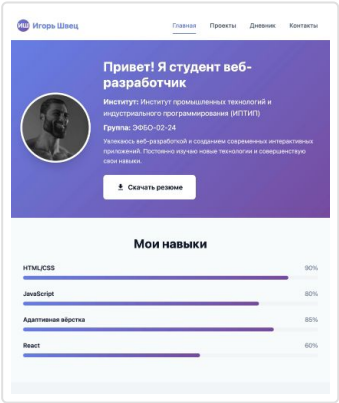 ИШ Игорь Швец
Главная Проекты Дневник Контакты
Привет! Я студент веб-
разработчик
Институт: Институт промышленных технологий и
индустриального программирования (ИПТИП)
Группа: ЭФБО-02-24
Увлекаюсь веб-разработкой и созданием современных интерактивных
приложений. Постоянно изучаю новые технологии и совершенствую
свои навыки.
Скачать резюме
Мои навыки
HTML/CSS 90%
JavaScript 80%
Адаптивная вёрстка 85%
React 60%